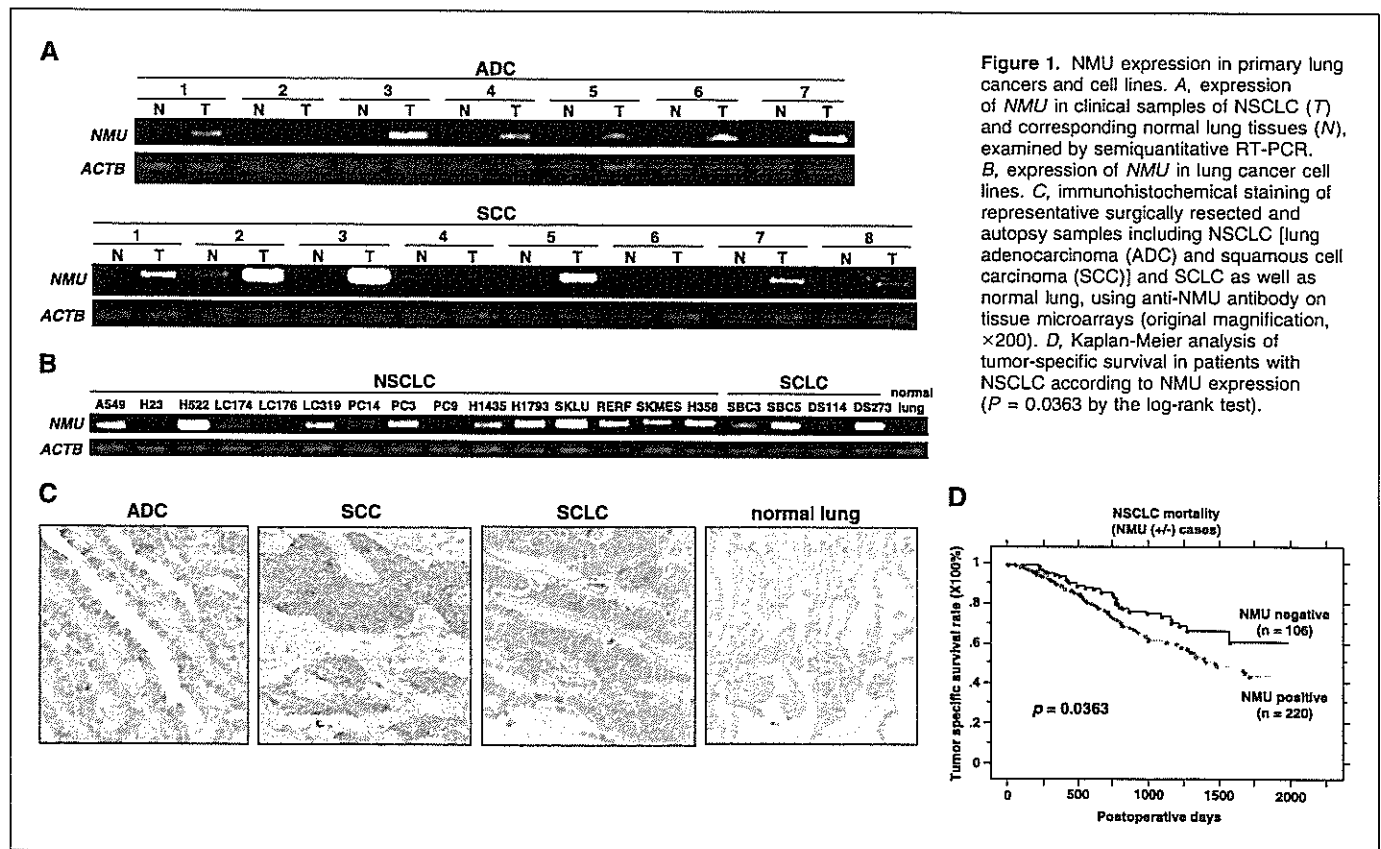 A
ADC
1 2 3 4 5 6 7
N T N T N T N T N T N T N T
NMU
ACTB
SCC
1 2 3 4 5 6 7 8
N T N T N T N T N T N T N T N T
NMU
ACTB
B
NSCLC SCLC normal lung
A549 H23 H522 LC174 LC176 LC319 PC14 PC3 PC9 H1435 H1793 SKLU RERF SKMES H358 SBC3 SBC5 DS114 DS273
NMU
ACTB
C
ADC SCC SCLC normal lung
Figure 1. NMU expression in primary lung
cancers and cell lines. A, expression
of NMU in clinical samples of NSCLC (T)
and corresponding normal lung tissues (N),
examined by semiquantitative RT-PCR.
B, expression of NMU in lung cancer cell
lines. C, immunohistochemical staining of
representative surgically resected and
autopsy samples including NSCLC [lung
adenocarcinoma (ADC) and squamous cell
carcinoma (SCC)] and SCLC as well as
normal lung, using anti-NMU antibody on
tissue microarrays (original magnification,
×200). D, Kaplan-Meier analysis of
tumor-specific survival in patients with
NSCLC according to NMU expression
(P = 0.0363 by the log-rank test).
D
NSCLC mortality
(NMU (+/-) cases)
Tumor specific survival rate (X100%)
1
.8
.6
.4
.2
0
NMU negative
(n = 106)
NMU positive
(n = 220)
p = 0.0363
0 500 1000 1500 2000
Postoperative days